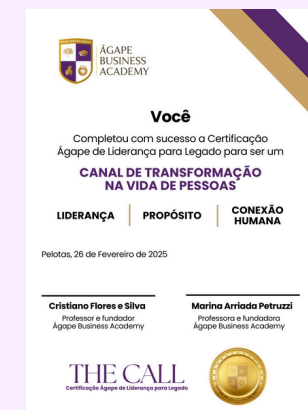 ÁGAPE
BUSINESS
ACADEMY
Você
Completou com sucesso a Certificação
Ágape de Liderança para Legado para ser um
CANAL DE TRANSFORMAÇÃO
NA VIDA DE PESSOAS
LIDERANÇA
PROPÓSITO
CONEXÃO
HUMANA
Pelotas, 26 de Fevereiro de 2025
Cristiano Flores e Silva
Professor e fundador
Ágape Business Academy
Marina Arriada Petruzzi
Professora e fundadora
Ágape Business Academy
THE CALL
Certificação Ágape de Liderança para Legado